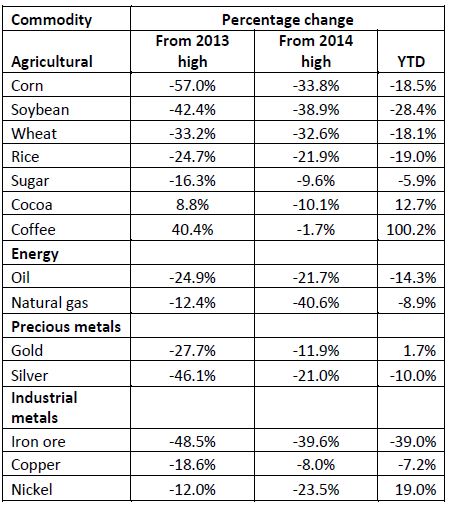 Commodity Percentage change
Agricultural From 2013 high From 2014 high YTD
Corn -57.0% -33.8% -18.5%
Soybean -42.4% -38.9% -28.4%
Wheat -33.2% -32.6% -18.1%
Rice -24.7% -21.9% -19.0%
Sugar -16.3% -9.6% -5.9%
Cocoa 8.8% -10.1% 12.7%
Coffee 40.4% -1.7% 100.2%
Energy
Oil -24.9% -21.7% -14.3%
Natural gas -12.4% -40.6% -8.9%
Precious metals
Gold -27.7% -11.9% 1.7%
Silver -46.1% -21.0% -10.0%
Industrial
metals
Iron ore -48.5% -39.6% -39.0%
Copper -18.6% -8.0% -7.2%
Nickel -12.0% -23.5% 19.0%